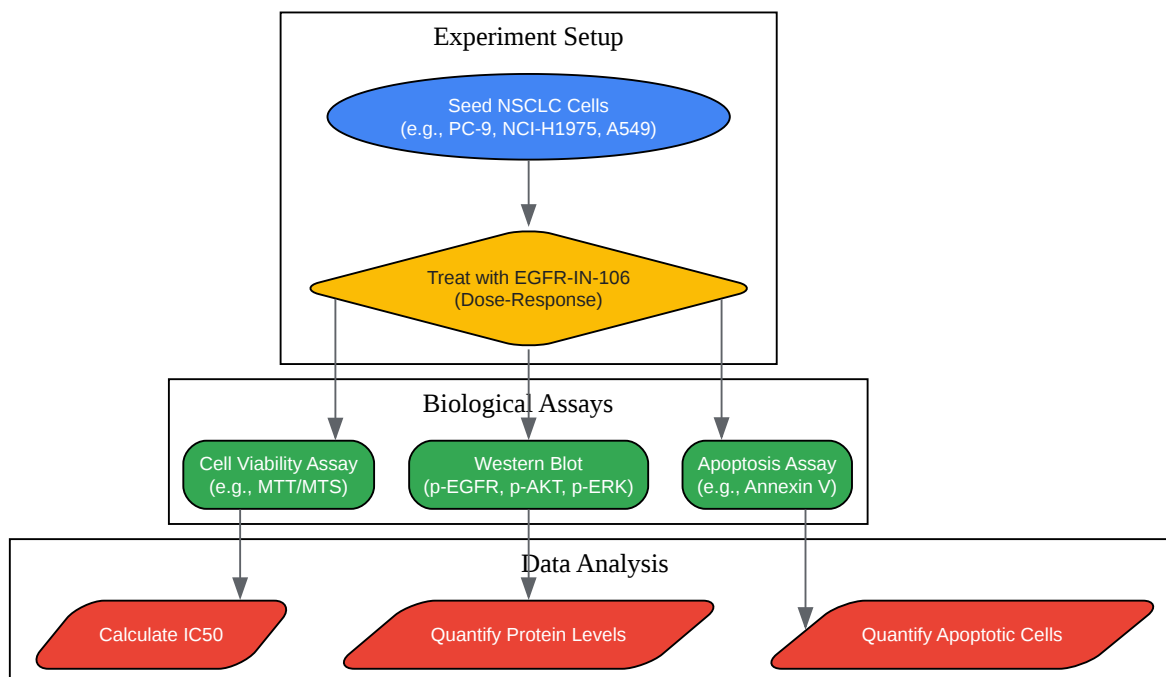 Experiment Setup
Seed NSCLC Cells
(e.g., PC-9, NCI-H1975, A549)
Treat with EGFR-IN-106
(Dose-Response)
Biological Assays
Cell Viability Assay
(e.g., MTT/MTS)
Western Blot
(p-EGFR, p-AKT, p-ERK)
Apoptosis Assay
(e.g., Annexin V)
Data Analysis
Calculate IC50
Quantify Protein Levels
Quantify Apoptotic Cells